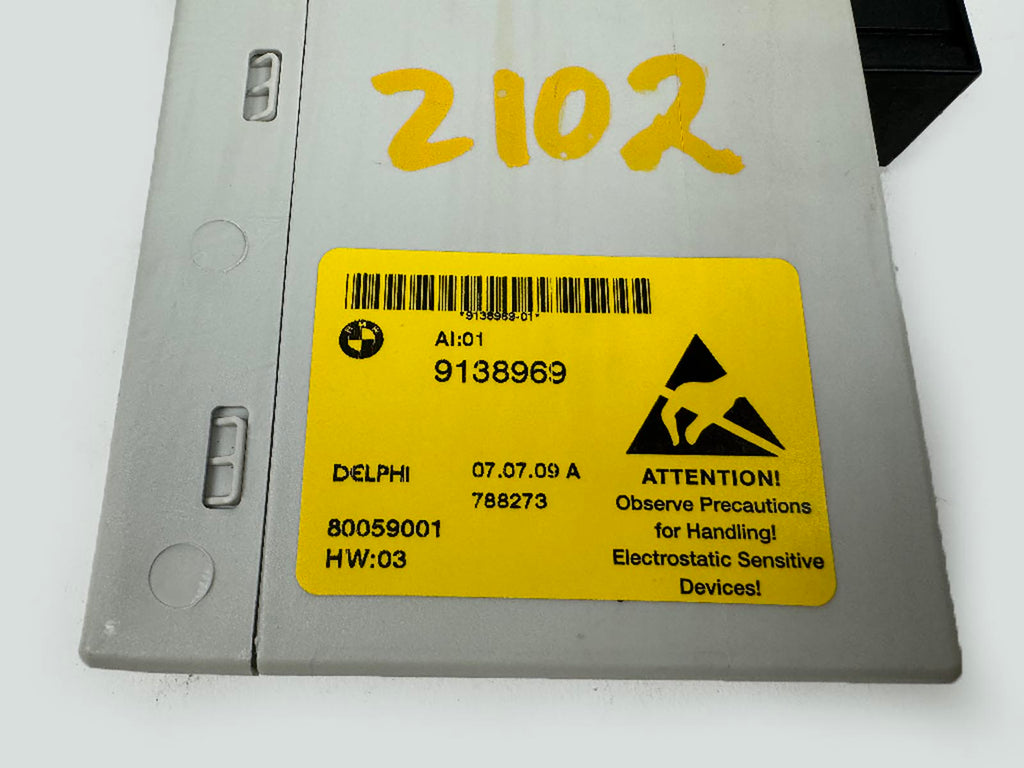 2102
*9138969-01*
BMW
AI:01
9138969
DELPHI
07.07.09 A
788273
80059001
HW:03
ATTENTION!
Observe Precautions
for Handling!
Electrostatic Sensitive
Devices!